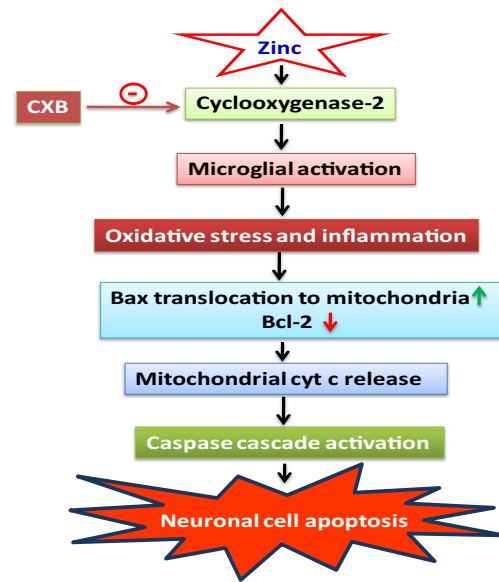 Zinc
CXB
-
Cyclooxygenase-2
Microglial activation
Oxidative stress and inflammation
Bax translocation to mitochondria
Bcl-2
Mitochondrial cyt c release
Caspase cascade activation
Neuronal cell apoptosis